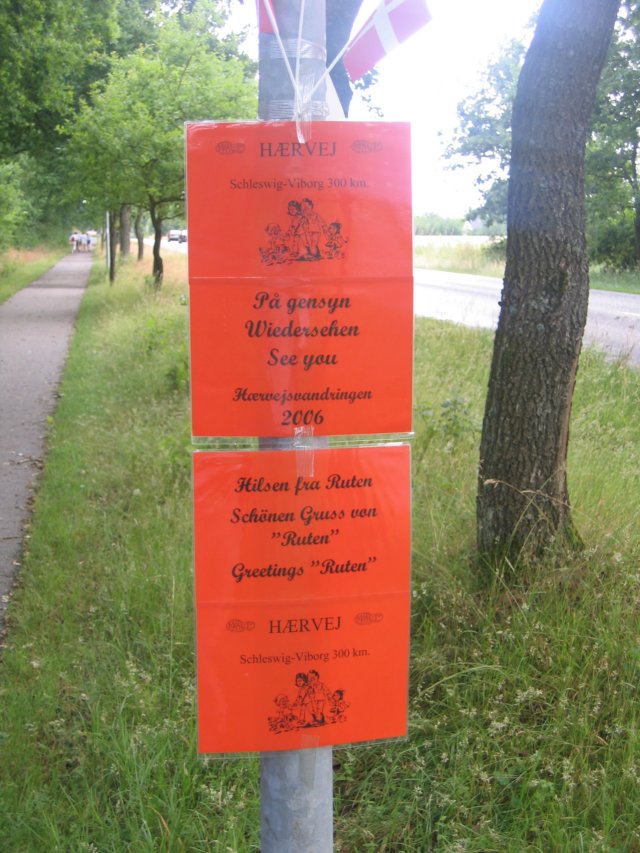 HÆRVEJ
Schleswig-Viborg 300 km.
På gensyn
Wiedersehen
See you
Hærvejsvandringen
2006
Hilsen fra Ruten
Schönen Gruss von
"Ruten"
Greetings "Ruten"
HÆRVEJ
Schleswig-Viborg 300 km.